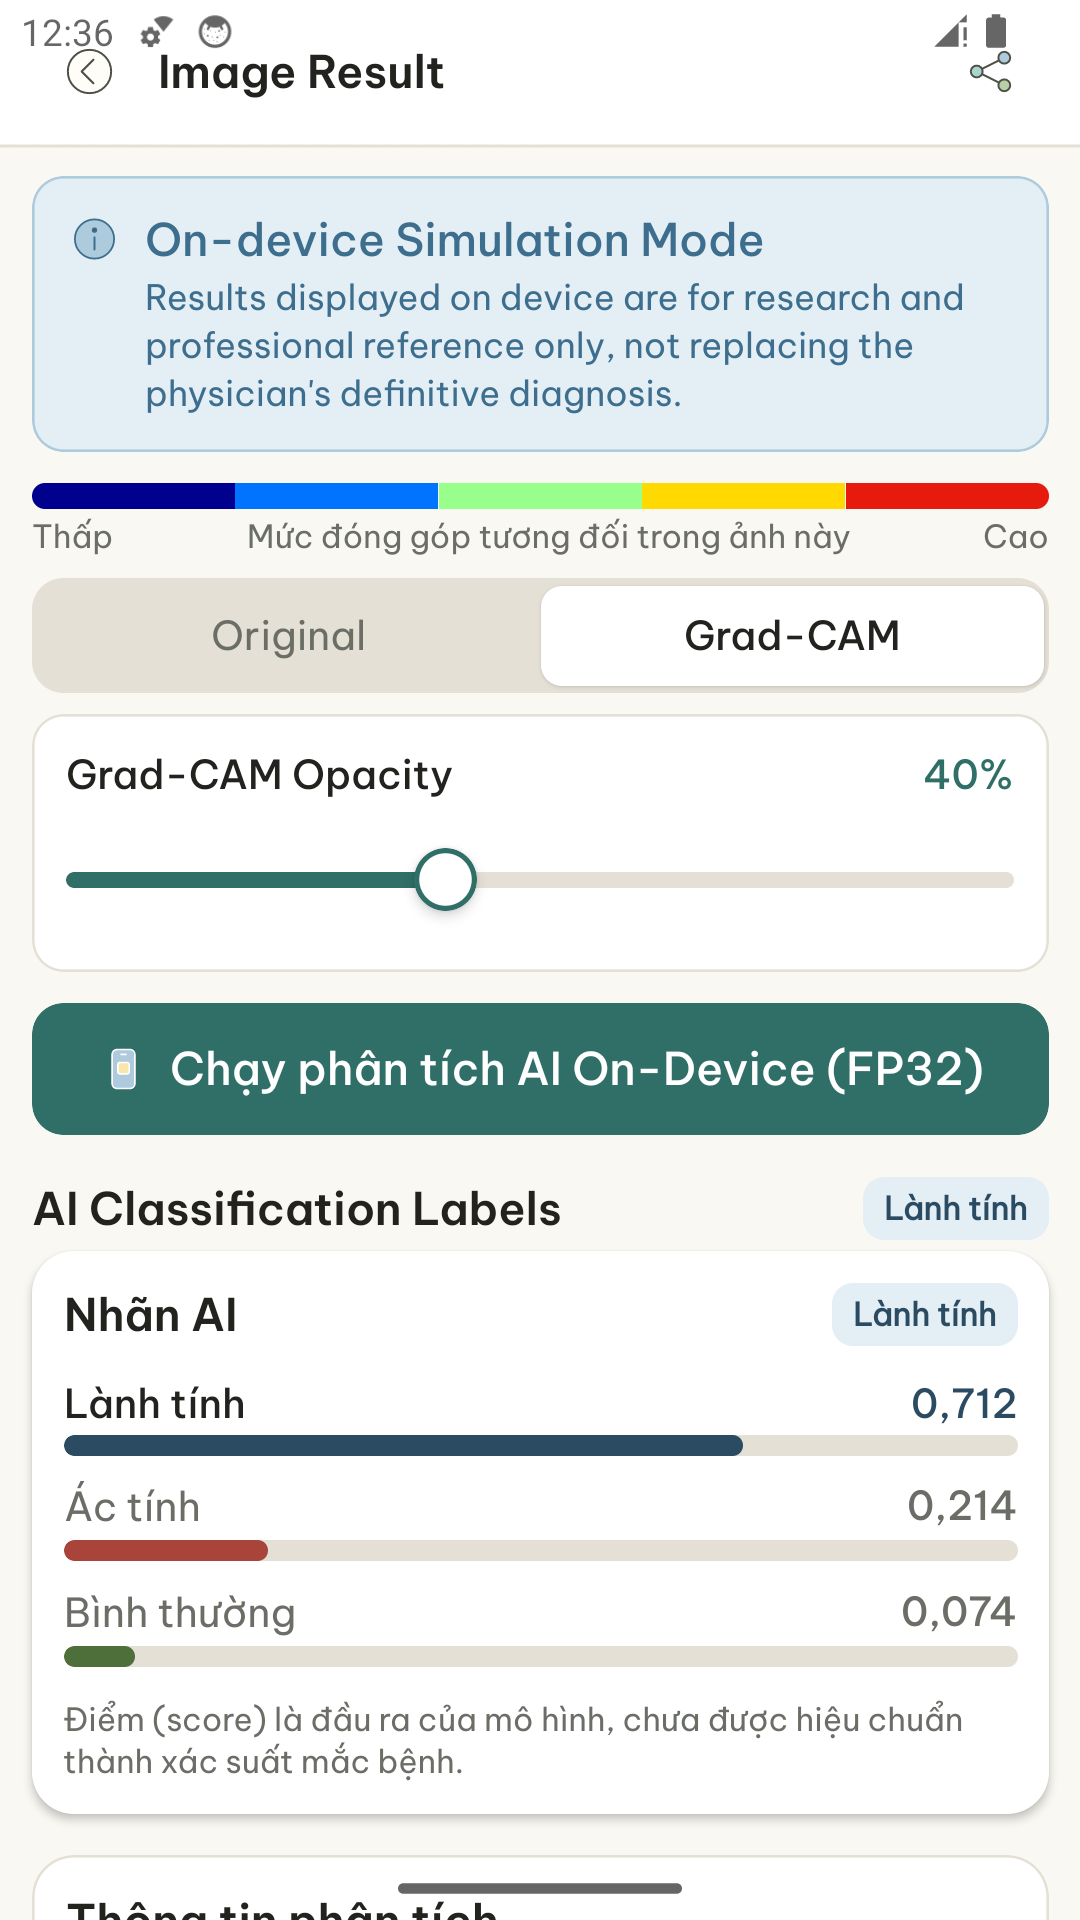 12:36
Image Result
On-device Simulation Mode
Results displayed on device are for research and
professional reference only, not replacing the
physician's definitive diagnosis.
Thấp Mức đóng góp tương đối trong ảnh này Cao
Original Grad-CAM
Grad-CAM Opacity 40%
Chạy phân tích AI On-Device (FP32)
AI Classification Labels Lành tính
Nhãn AI Lành tính
Lành tính 0,712
Ác tính 0,214
Bình thường 0,074
Điểm (score) là đầu ra của mô hình, chưa được hiệu chuẩn
thành xác suất mắc bệnh.
Thông tin phân tích